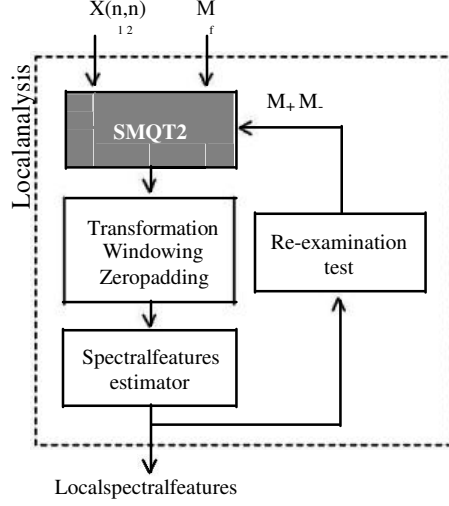 X(n,n) M
1 2 f
Localanalysis
M+ M-
SMQT2
Transformation
Windowing
Zeropadding
Re-examination
test
Spectralfeatures
estimator
Localspectralfeatures